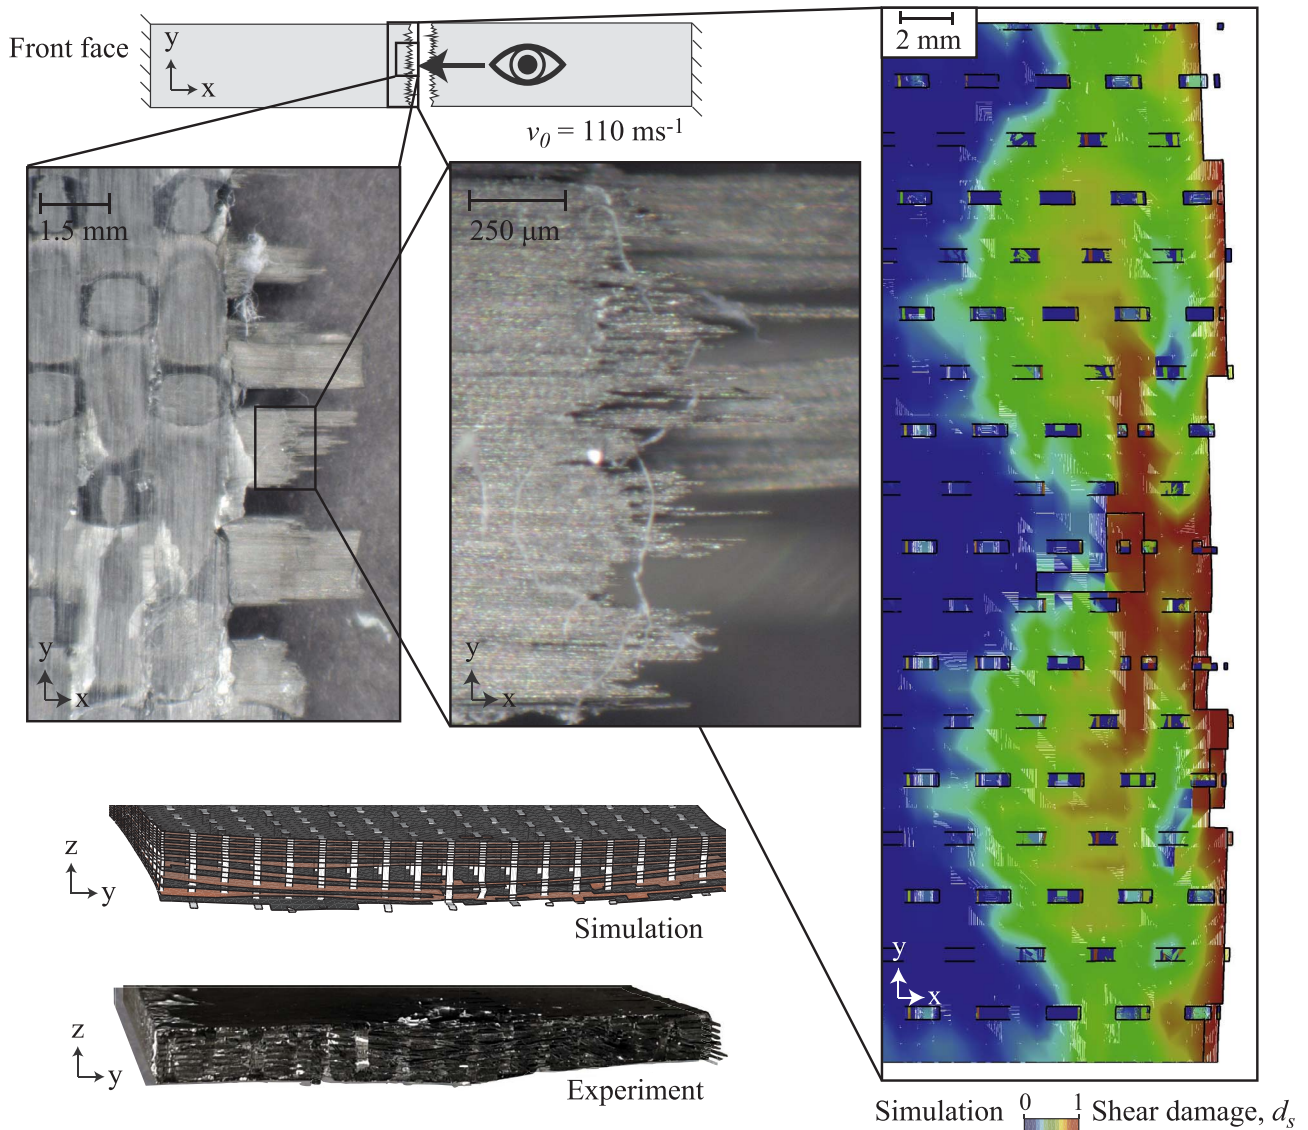 Front face
y
x
v0 = 110 ms-1
1.5 mm
y
x
250 μm
y
x
2 mm
y
x
z
y
Simulation
z
y
Experiment
Simulation 0 1 Shear damage, ds